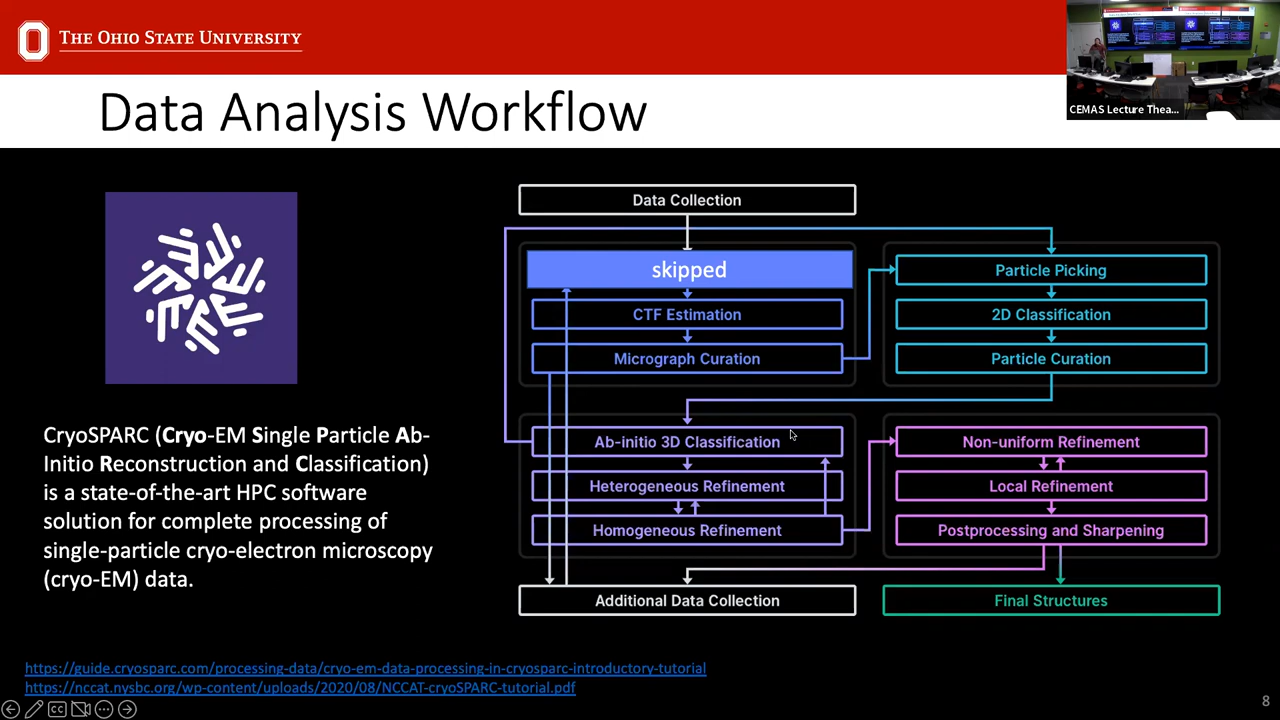 THE OHIO STATE UNIVERSITY
CEMAS Lecture Thea...
Data Analysis Workflow
Data Collection
skipped
CTF Estimation
Micrograph Curation
Particle Picking
2D Classification
Particle Curation
Ab-initio 3D Classification
Heterogeneous Refinement
Homogeneous Refinement
Non-uniform Refinement
Local Refinement
Postprocessing and Sharpening
Additional Data Collection
Final Structures
CryoSPARC (Cryo-EM Single Particle Ab-
Initio Reconstruction and Classification)
is a state-of-the-art HPC software
solution for complete processing of
single-particle cryo-electron microscopy
(cryo-EM) data.
https://guide.cryosparc.com/processing-data/cryo-em-data-processing-in-cryosparc-introductory-tutorial
https://nccat.nysbc.org/wp-content/uploads/2020/08/NCCAT-cryoSPARC-tutorial.pdf
8